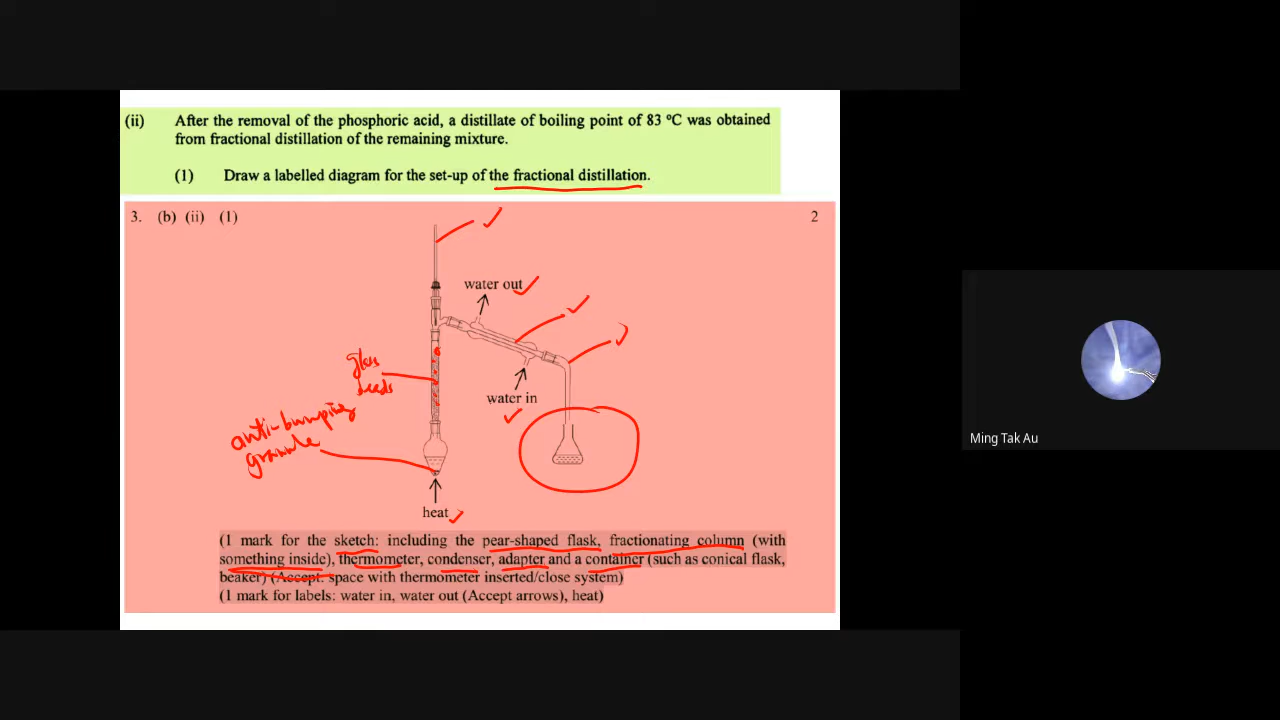 (ii) After the removal of the phosphoric acid, a distillate of boiling point of 83 ºC was obtained
from fractional distillation of the remaining mixture.
(1) Draw a labelled diagram for the set-up of the fractional distillation.
3. (b) (ii) (1) 2
water out
glass
beads
water in
anti-bumping
granule
heat
(1 mark for the sketch: including the pear-shaped flask, fractionating column (with
something inside), thermometer, condenser, adapter and a container (such as conical flask,
beaker) (Accept: space with thermometer inserted/close system)
(1 mark for labels: water in, water out (Accept arrows), heat)
Ming Tak Au